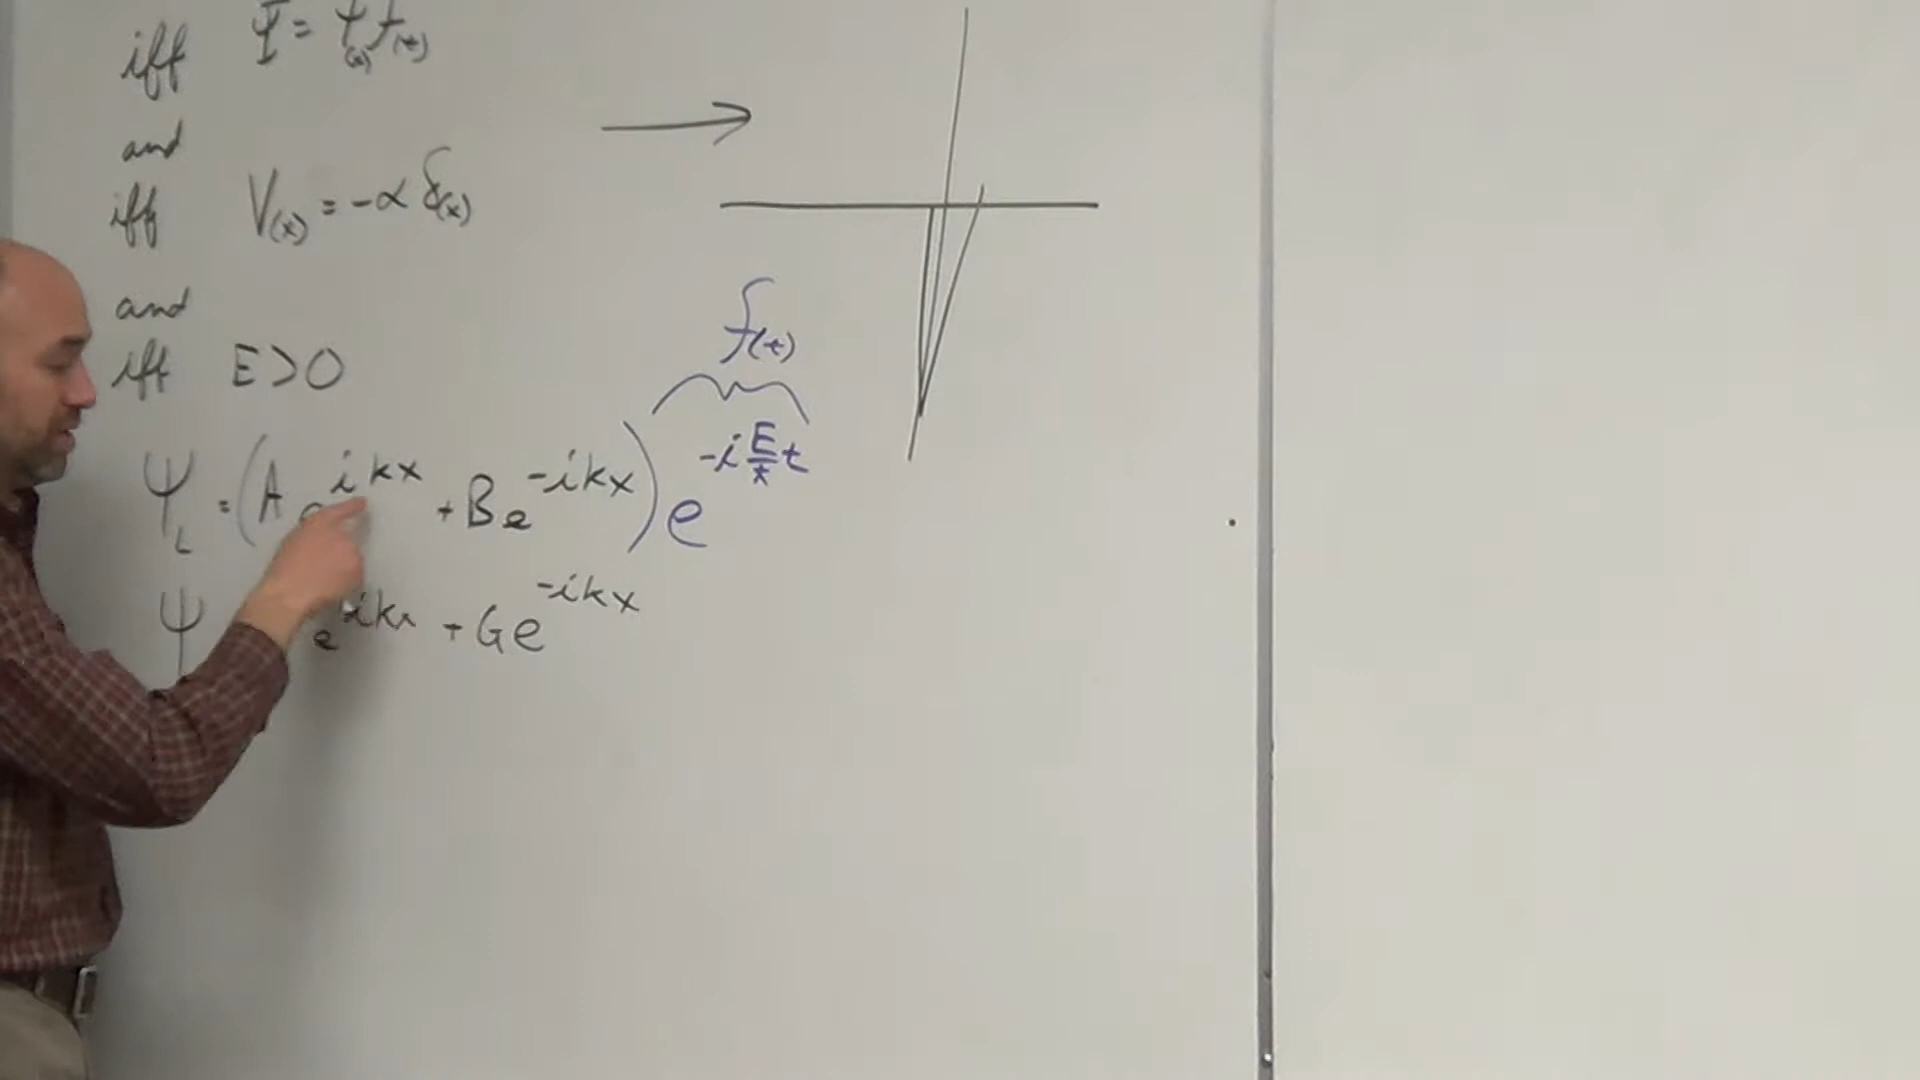 iff Ψ = ψ(x) f(t)
and
iff V(x) = -α δ(x)
and
iff E > 0
f(t)
ψ_L = (A e^{ikx} + B e^{-ikx}) e^{-i E/ħ t}
ψ e^{ikx} + G e^{-ikx}